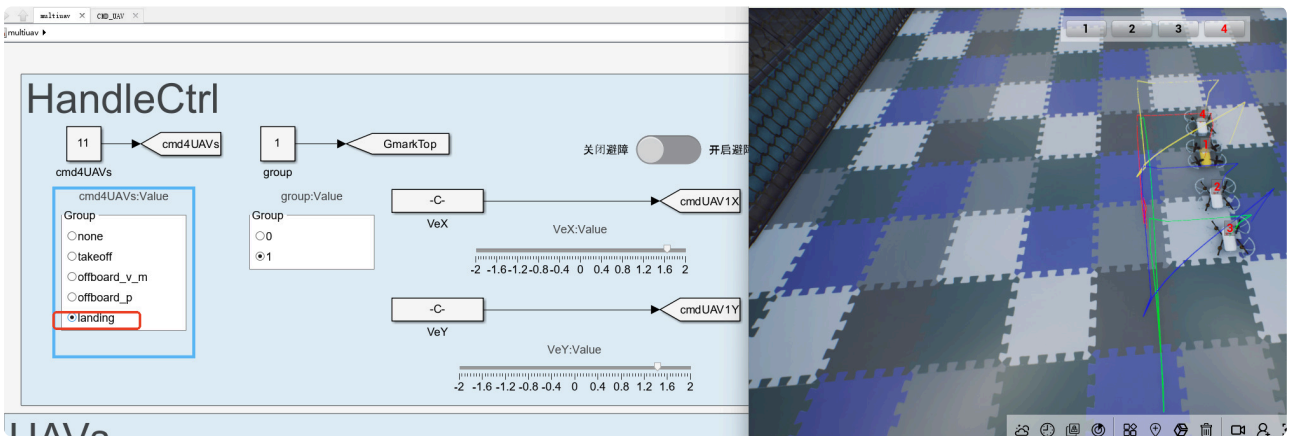 multiuav × CMD_UAV ×
multiuav
HandleCtrl
11
cmd4UAVs
cmd4UAVs
1
GmarkTop
group
关闭避障
开启避障
cmd4UAVs:Value
Group
none
takeoff
offboard_v_m
offboard_p
landing
group:Value
Group
0
1
-C-
cmdUAV1X
VeX
VeX:Value
-2 -1.6 -1.2 -0.8 -0.4 0 0.4 0.8 1.2 1.6 2
-C-
cmdUAV1Y
VeY
VeY:Value
-2 -1.6 -1.2 -0.8 -0.4 0 0.4 0.8 1.2 1.6 2
UAVs
1 2 3 4
4
1
2
3